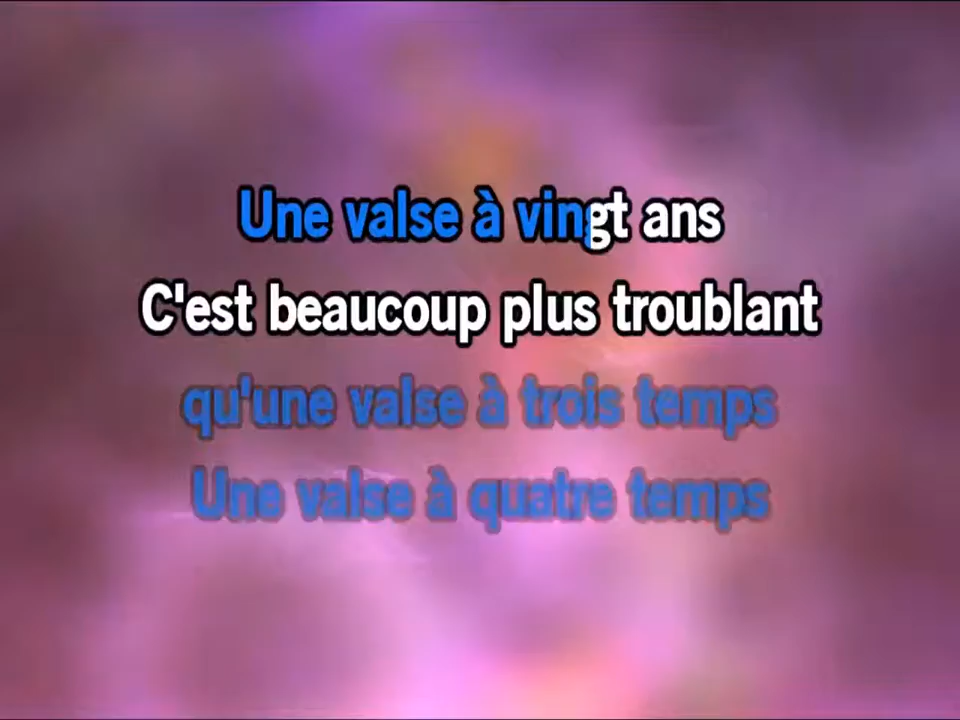 Une valse à vingt ans
C'est beaucoup plus troublant
qu'une valse à trois temps
Une valse à quatre temps